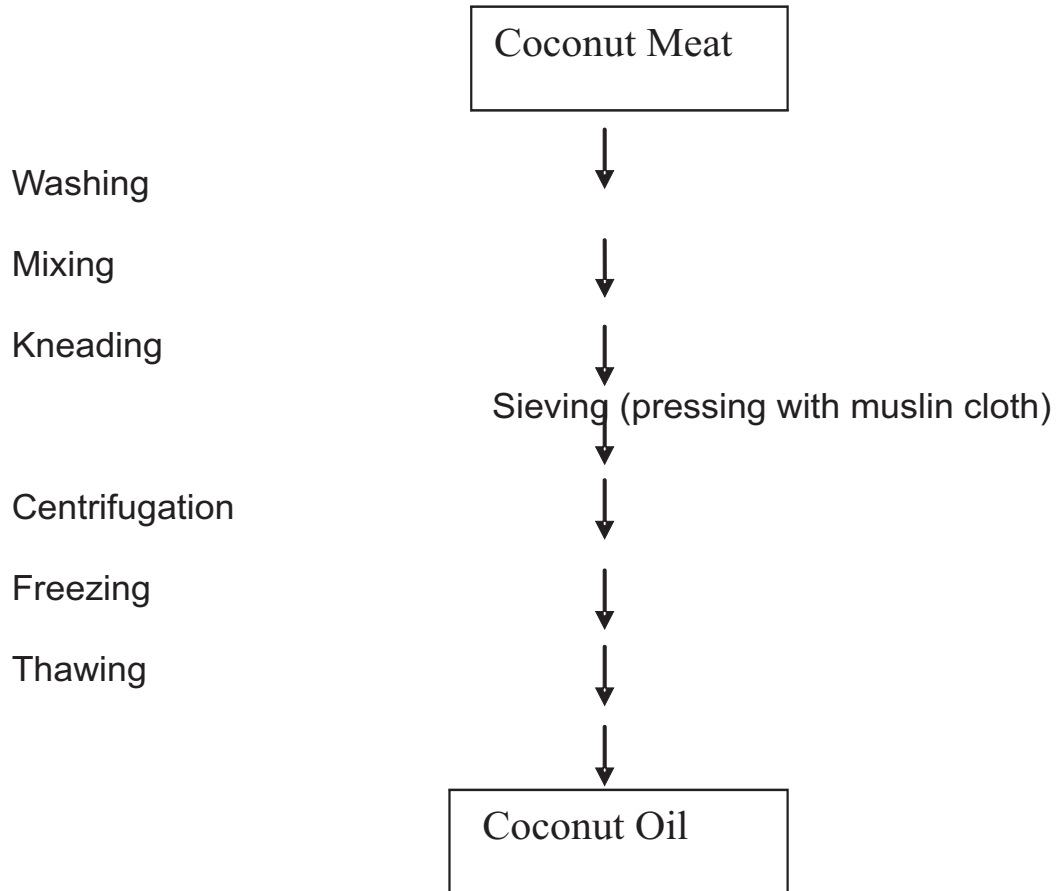 Coconut Meat
Washing
Mixing
Kneading
Sieving (pressing with muslin cloth)
Centrifugation
Freezing
Thawing
Coconut Oil